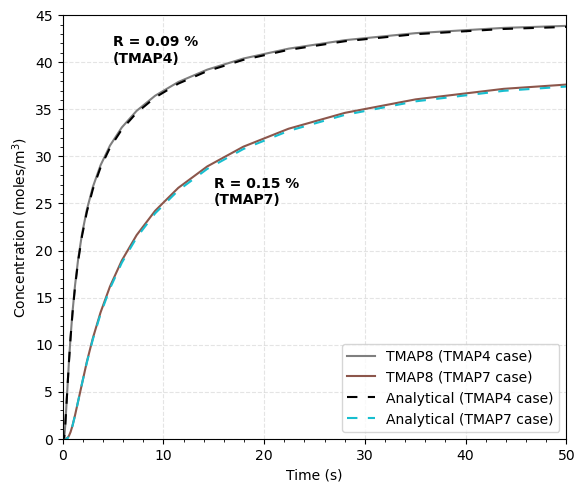 45
40
35
30
25
20
15
10
5
0
Concentration (moles/m³)
R = 0.09 %
(TMAP4)
R = 0.15 %
(TMAP7)
TMAP8 (TMAP4 case)
TMAP8 (TMAP7 case)
Analytical (TMAP4 case)
Analytical (TMAP7 case)
0 10 20 30 40 50
Time (s)